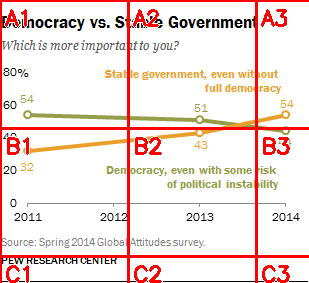 A1 A2 A3
Democracy vs. Stable Government
Which is more important to you?
80%
Stable government, even without
full democracy
60
54
51
54
40
B1 B2 B3
32
43
20
Democracy, even with some risk
of political instability
0
2011 2012 2013 2014
Source: Spring 2014 Global Attitudes survey.
PEW RESEARCH CENTER
C1 C2 C3